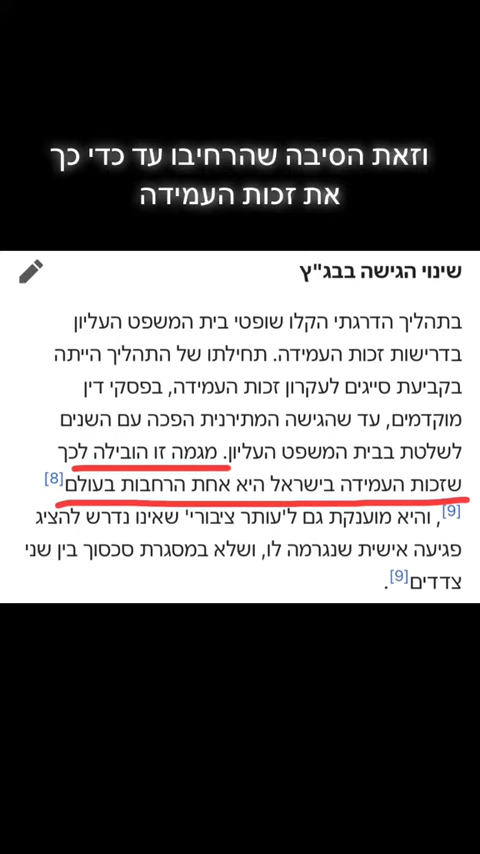 וזאת הסיבה שהרחיבו עד כדי כך
את זכות העמידה
שינוי הגישה בבג"ץ
בתהליך הדרגתי הקלו שופטי בית המשפט העליון
בדרישות זכות העמידה. תחילתו של התהליך הייתה
בקביעת סייגים לעקרון זכות העמידה, בפסקי דין
מוקדמים, עד שהגישה המתירנית הפכה עם השנים
לשלטת בבית המשפט העליון. מגמה זו הובילה לכך
שזכות העמידה בישראל היא אחת הרחבות בעולם[8]
[9], והיא מוענקת גם ל'עותר ציבורי' שאינו נדרש להציג
פגיעה אישית שנגרמה לו, ושלא במסגרת סכסוך בין שני
צדדים[9].